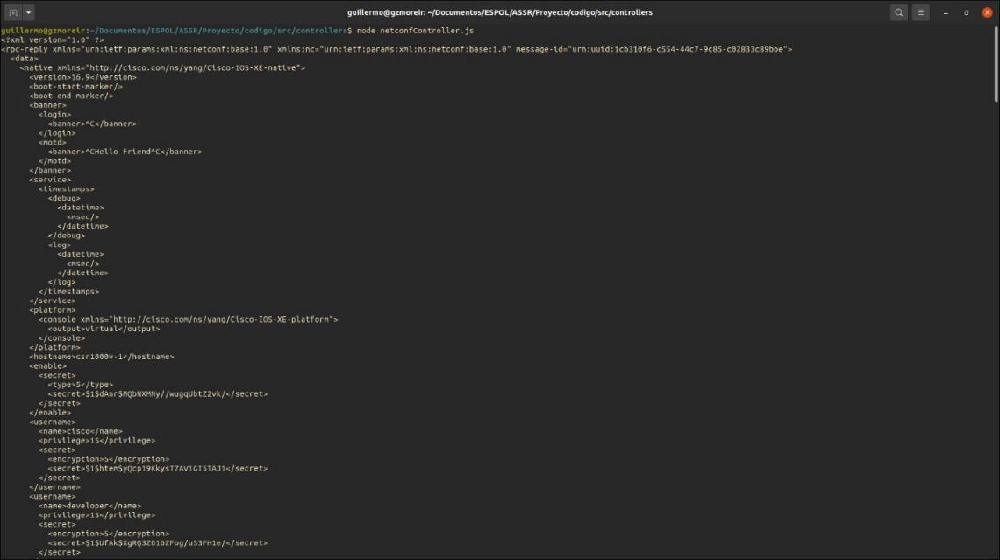 guillermo@gzmoreir: ~/Documentos/ESPOL/ASSR/Proyecto/codigo/src/controllers
guillermo@gzmoreir:~/Documentos/ESPOL/ASSR/Proyecto/codigo/src/controllers$ node netconfController.js
<?xml version="1.0" ?>
<rpc-reply xmlns="urn:ietf:params:xml:ns:netconf:base:1.0" xmlns:nc="urn:ietf:params:xml:ns:netconf:base:1.0" message-id="urn:uuid:1cb310f6-c554-44c7-9c85-c02833c89bbe">
  <data>
    <native xmlns="http://cisco.com/ns/yang/Cisco-IOS-XE-native">
      <version>16.9</version>
      <boot-start-marker/>
      <boot-end-marker/>
      <banner>
        <login>
          <banner>^C</banner>
        </login>
        <motd>
          <banner>^CHello Friend^C</banner>
        </motd>
      </banner>
      <service>
        <timestamps>
          <debug>
            <datetime>
              <msec/>
            </datetime>
          </debug>
          <log>
            <datetime>
              <msec/>
            </datetime>
          </log>
        </timestamps>
      </service>
      <platform>
        <console xmlns="http://cisco.com/ns/yang/Cisco-IOS-XE-platform">
          <output>virtual</output>
        </console>
      </platform>
      <hostname>csr1000v-1</hostname>
      <enable>
        <secret>
          <type>5</type>
          <secret>$1$dAnr$MQbNXMNy//wugqUbtZ2vk/</secret>
        </secret>
      </enable>
      <username>
        <name>cisco</name>
        <privilege>15</privilege>
        <secret>
          <encryption>5</encryption>
          <secret>$1$htem$yQcp19KkysT7AV1GI5TAJ1</secret>
        </secret>
      </username>
      <username>
        <name>developer</name>
        <privilege>15</privilege>
        <secret>
          <encryption>5</encryption>
          <secret>$1$UfAk$XgRQ3Z016ZFog/uS3FH1e/</secret>
        </secret>